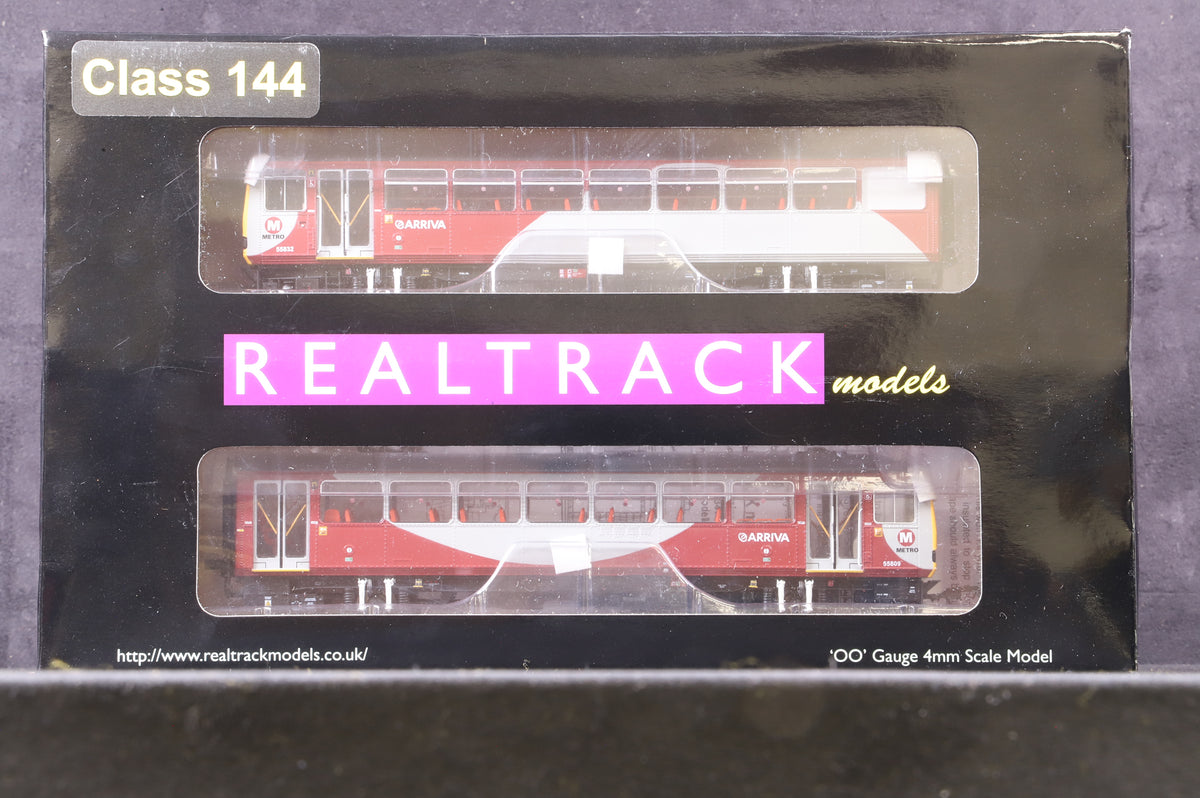 Class 144
ARRIVA
M
METRO
55832
REALTRACK models
ARRIVA
M
METRO
55809
http://www.realtrackmodels.co.uk/
‘OO’ Gauge 4mm Scale Model